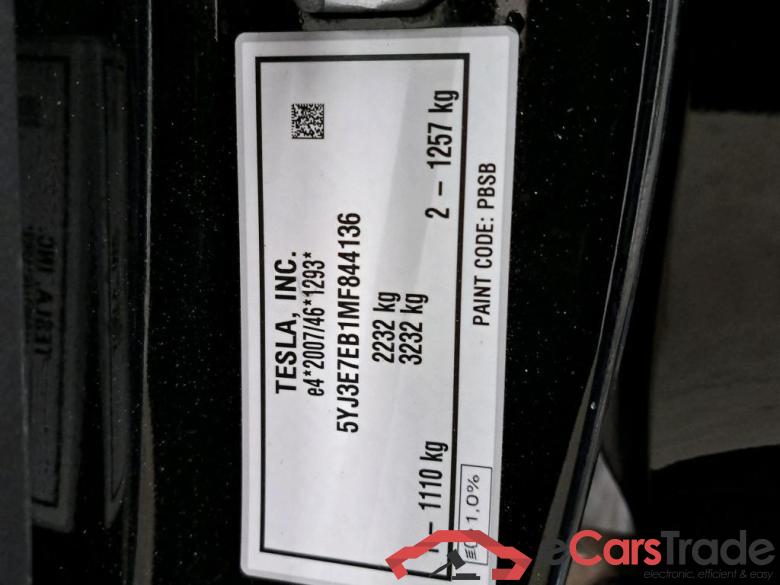 TESLA, INC.
e4*2007/46*1293*
5YJ3E7EB1MF844136
2232 kg
3232 kg
– 1110 kg
2 – 1257 kg
1,0%
PAINT CODE: PBSB
eCarsTrade
electronic, efficient & easy